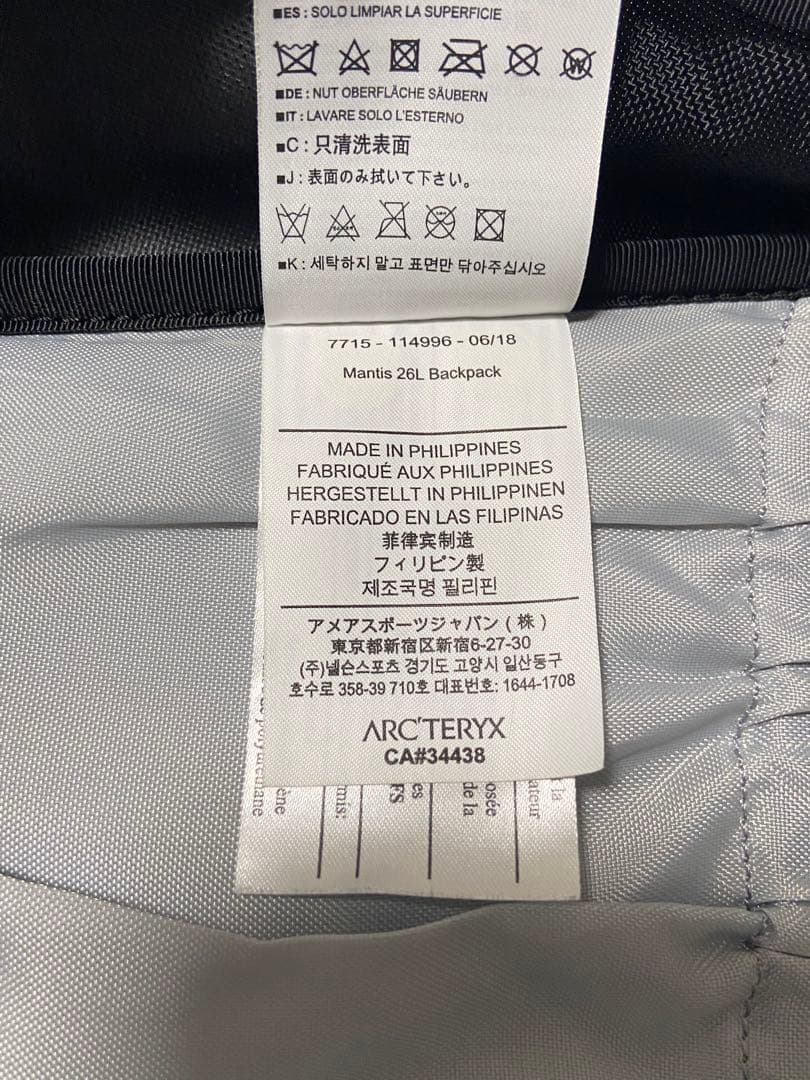 ■ES : SOLO LIMPIAR LA SUPERFICIE
■DE : NUT OBERFLÄCHE SÄUBERN
■IT : LAVARE SOLO L'ESTERNO
■C : 只清洗表面
■J : 表面のみ拭いて下さい。
■K : 세탁하지 말고 표면만 닦아주십시오
7715 - 114996 - 06/18
Mantis 26L Backpack
MADE IN PHILIPPINES
FABRIQUÉ AUX PHILIPPINES
HERGESTELLT IN PHILIPPINEN
FABRICADO EN LAS FILIPINAS
菲律宾制造
フィリピン製
제조국명 필리핀
アメアスポーツジャパン ( 株 )
東京都新宿区新宿6-27-30
(주)넬슨스포츠 경기도 고양시 일산동구
호수로 358-39 710호 대표번호: 1644-1708
ARC'TERYX
CA#34438
de polyuréthane